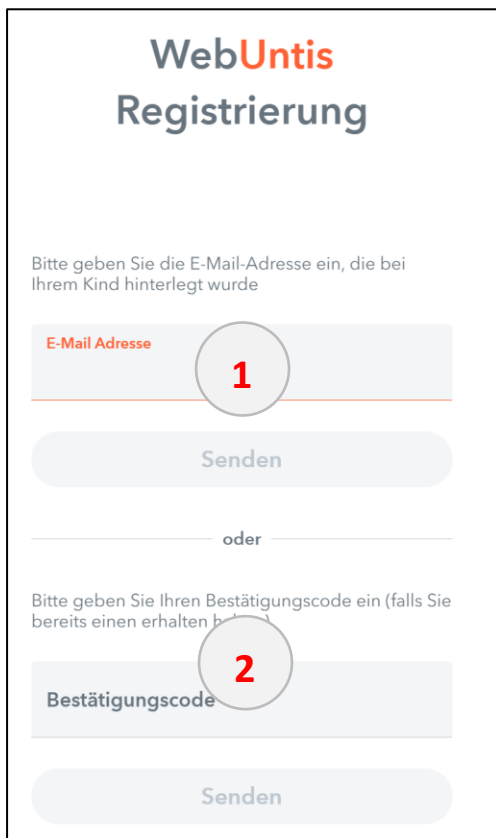 WebUntis
Registrierung
Bitte geben Sie die E-Mail-Adresse ein, die bei
Ihrem Kind hinterlegt wurde
E-Mail Adresse
1
Senden
oder
Bitte geben Sie Ihren Bestätigungscode ein (falls Sie
bereits einen erhalten
2
Bestätigungscode
Senden